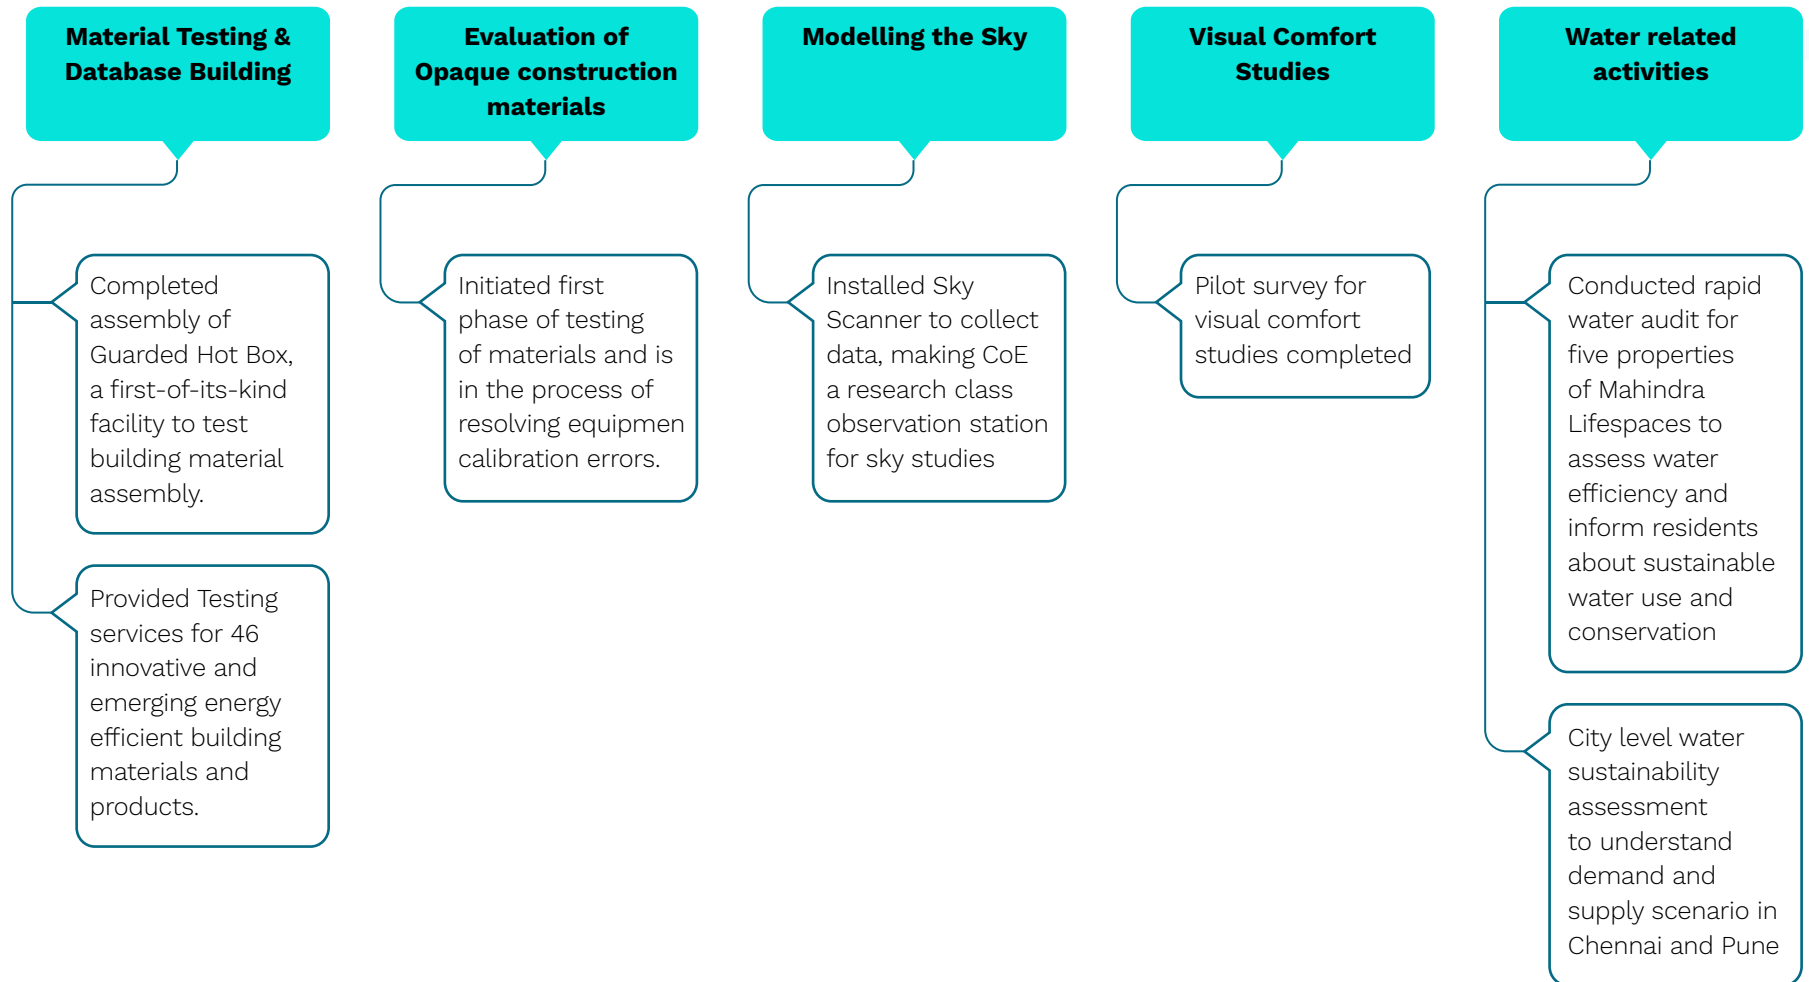 Material Testing &
Database Building
Completed
assembly of
Guarded Hot Box,
a first-of-its-kind
facility to test
building material
assembly.
Provided Testing
services for 46
innovative and
emerging energy
efficient building
materials and
products.
Evaluation of
Opaque construction
materials
Initiated first
phase of testing
of materials and is
in the process of
resolving equipmen
calibration errors.
Modelling the Sky
Installed Sky
Scanner to collect
data, making CoE
a research class
observation station
for sky studies
Visual Comfort
Studies
Pilot survey for
visual comfort
studies completed
Water related
activities
Conducted rapid
water audit for
five properties
of Mahindra
Lifespaces to
assess water
efficiency and
inform residents
about sustainable
water use and
conservation
City level water
sustainability
assessment
to understand
demand and
supply scenario in
Chennai and Pune